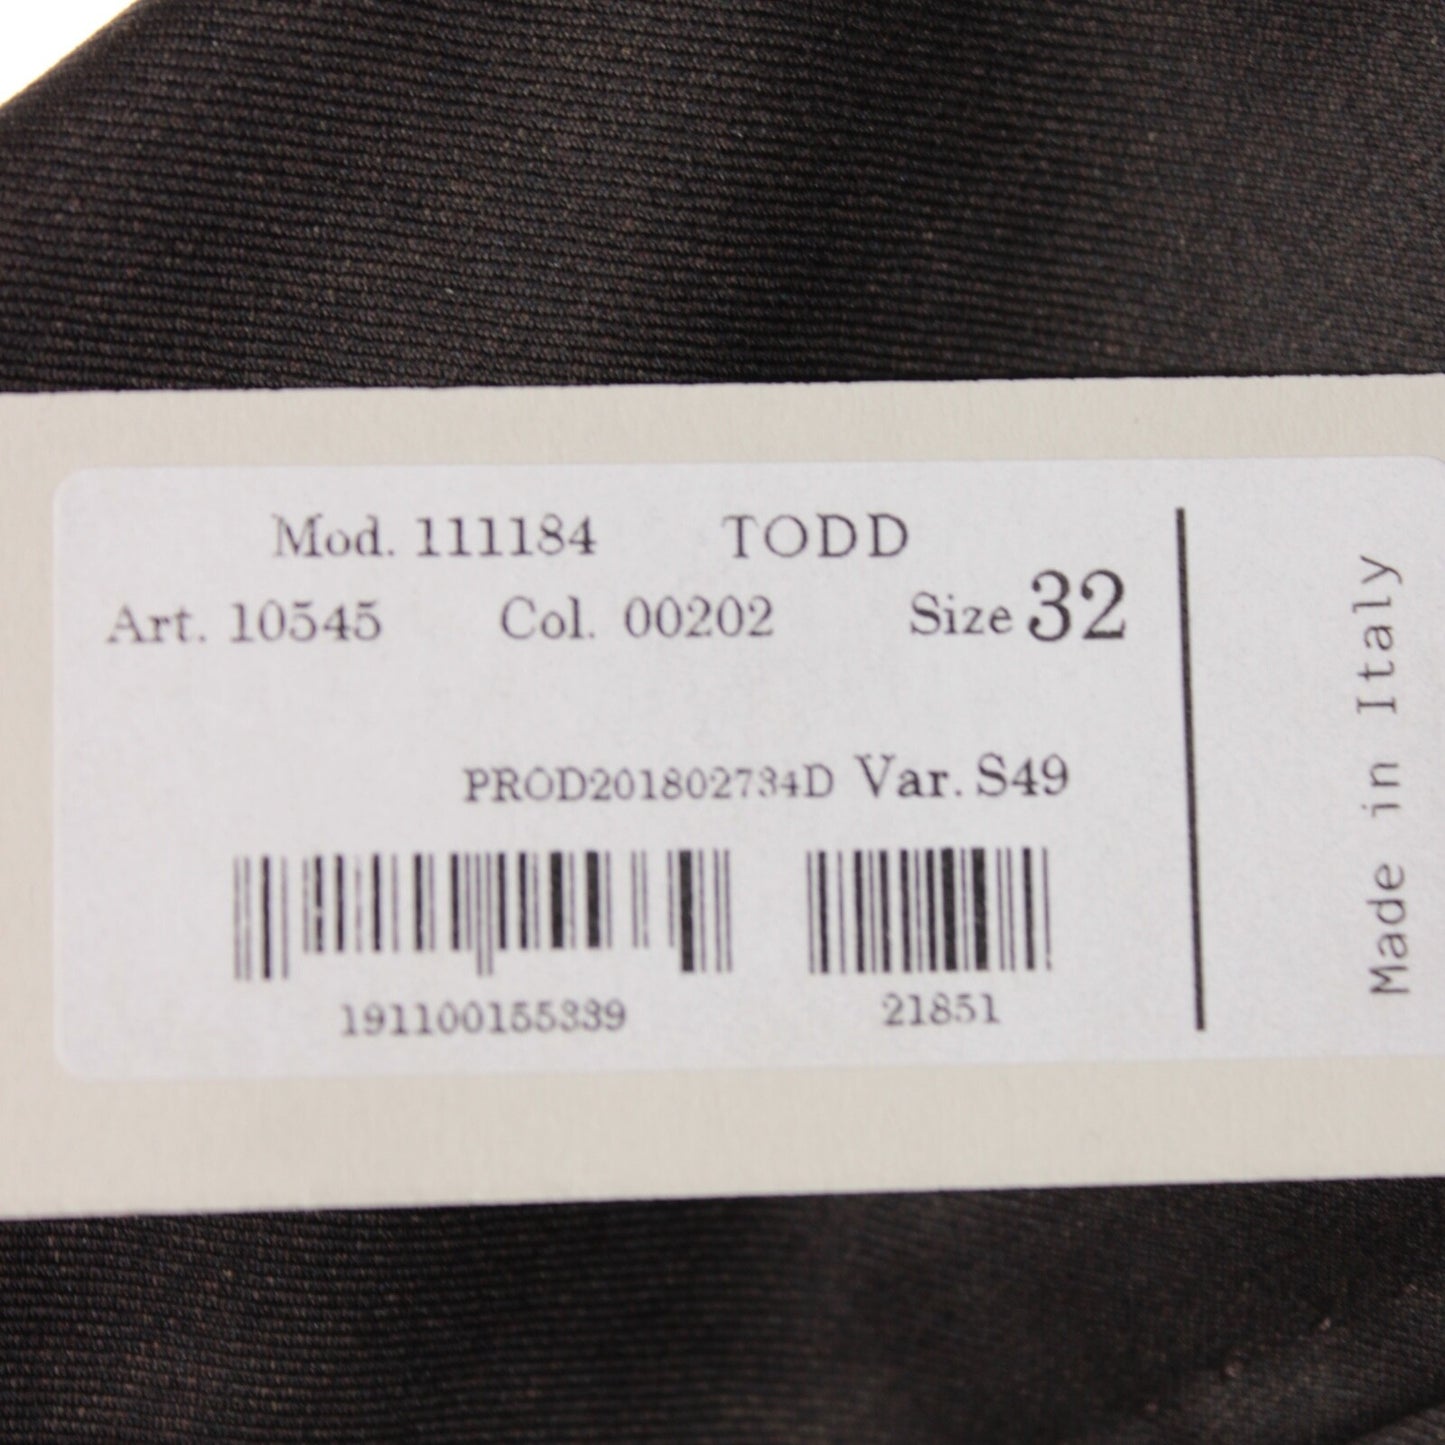 Mod. 111184 TODD
Art. 10545 Col. 00202 Size 32
PROD201802734D Var. S49
191100155339 21851
Made in Italy